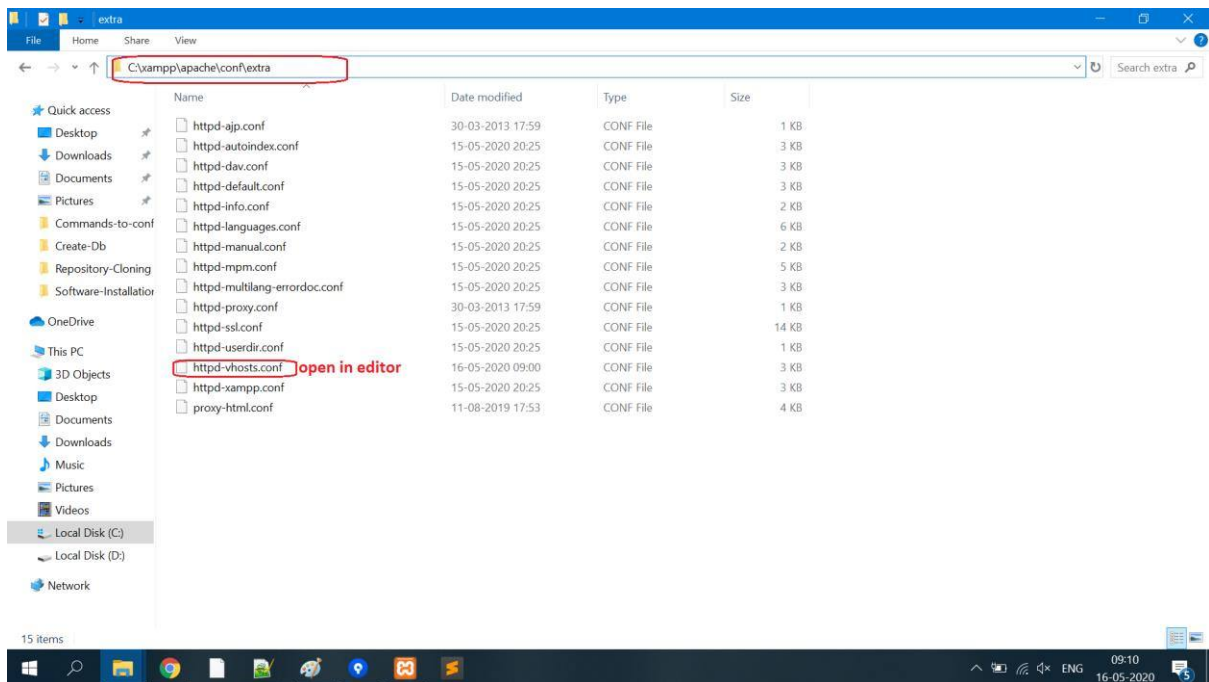 extra
File Home Share View
C:\xampp\apache\conf\extra
Search extra
Name Date modified Type Size
Quick access
Desktop
Downloads
Documents
Pictures
Commands-to-conf
Create-Db
Repository-Cloning
Software-Installation
OneDrive
This PC
3D Objects
Desktop
Documents
Downloads
Music
Pictures
Videos
Local Disk (C:)
Local Disk (D:)
Network
httpd-ajp.conf 30-03-2013 17:59 CONF File 1 KB
httpd-autoindex.conf 15-05-2020 20:25 CONF File 3 KB
httpd-dav.conf 15-05-2020 20:25 CONF File 3 KB
httpd-default.conf 15-05-2020 20:25 CONF File 3 KB
httpd-info.conf 15-05-2020 20:25 CONF File 2 KB
httpd-languages.conf 15-05-2020 20:25 CONF File 6 KB
httpd-manual.conf 15-05-2020 20:25 CONF File 2 KB
httpd-mpm.conf 15-05-2020 20:25 CONF File 5 KB
httpd-multilang-errordoc.conf 15-05-2020 20:25 CONF File 3 KB
httpd-proxy.conf 30-03-2013 17:59 CONF File 1 KB
httpd-ssl.conf 15-05-2020 20:25 CONF File 14 KB
httpd-userdir.conf 15-05-2020 20:25 CONF File 1 KB
httpd-vhosts.conf open in editor 16-05-2020 09:00 CONF File 3 KB
httpd-xampp.conf 15-05-2020 20:25 CONF File 3 KB
proxy-html.conf 11-08-2019 17:53 CONF File 4 KB
15 items
ENG
09:10
16-05-2020
5